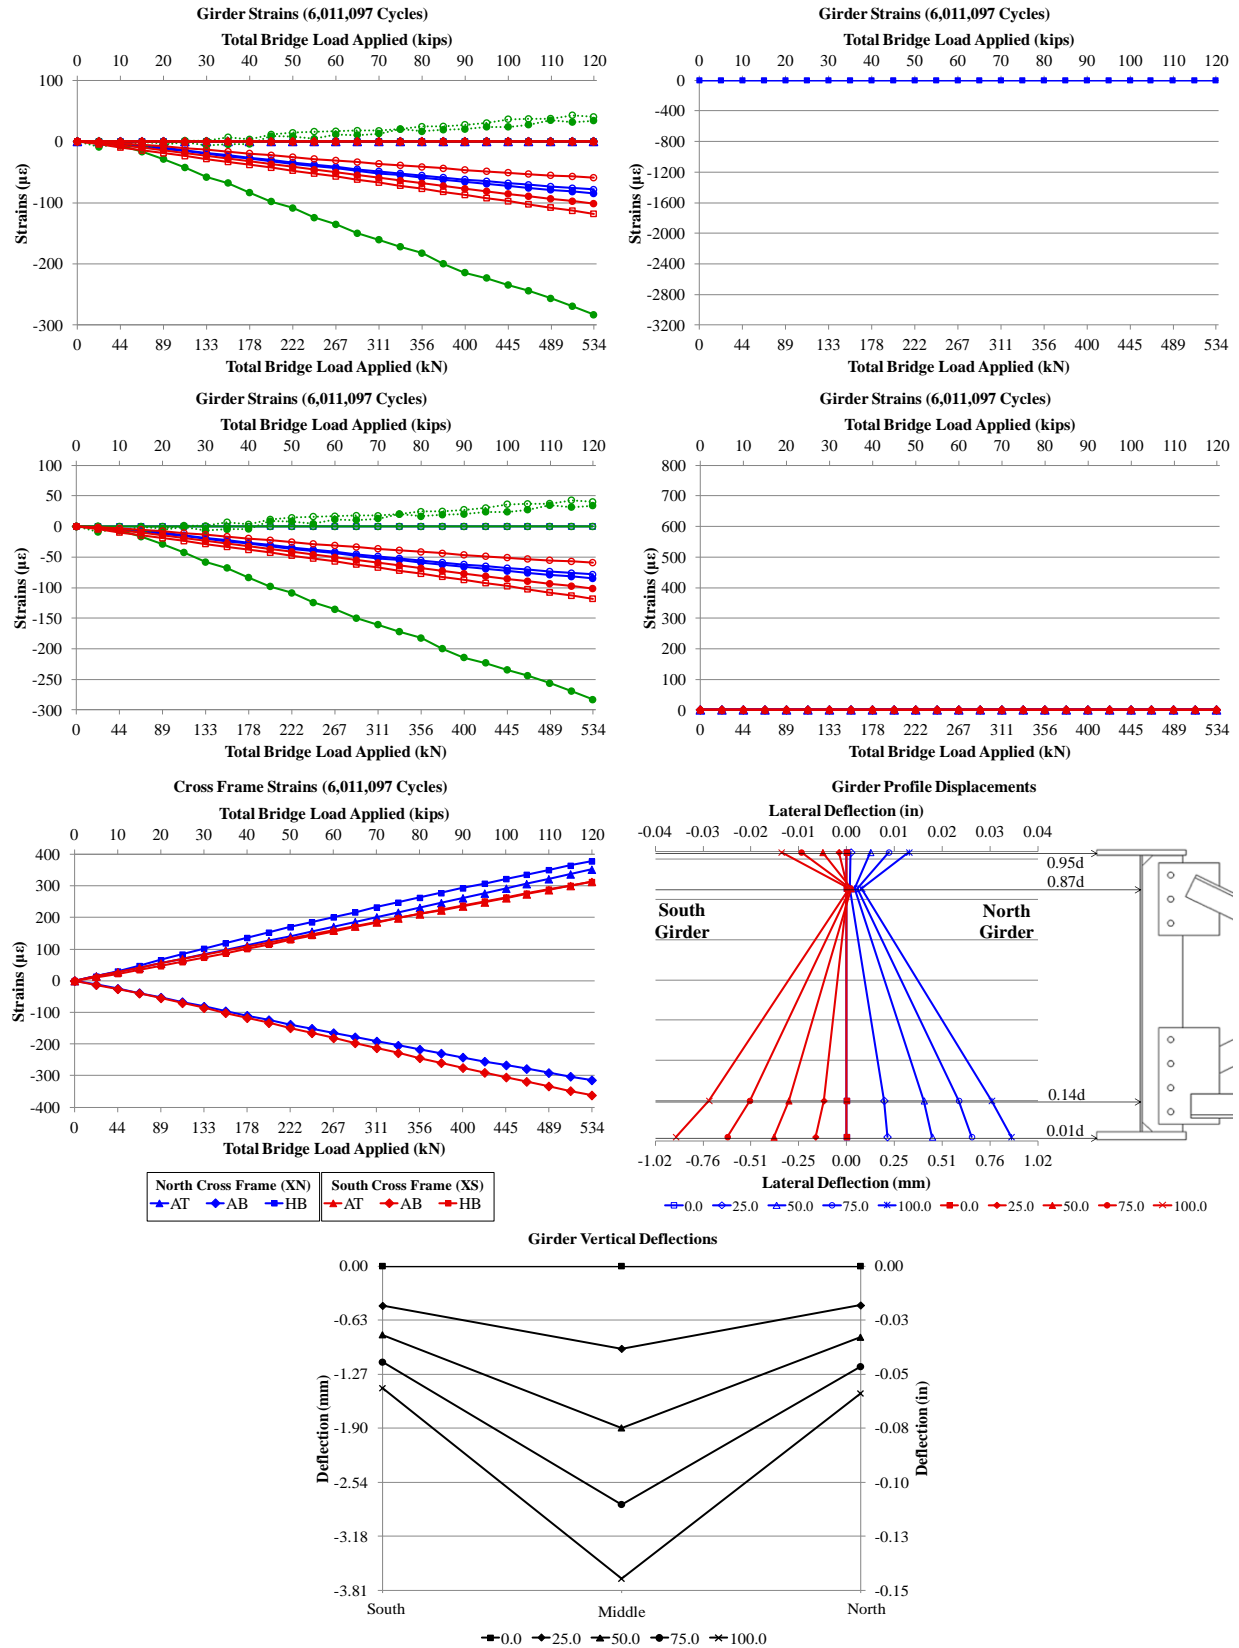 Girder Strains (6,011,097 Cycles)
Total Bridge Load Applied (kips)
0 10 20 30 40 50 60 70 80 90 100 110 120
100
0
-100
-200
-300
Strains (µε)
0 44 89 133 178 222 267 311 356 400 445 489 534
Total Bridge Load Applied (kN)
Girder Strains (6,011,097 Cycles)
Total Bridge Load Applied (kips)
0 10 20 30 40 50 60 70 80 90 100 110 120
0
-400
-800
-1200
-1600
-2000
-2400
-2800
-3200
Strains (µε)
0 44 89 133 178 222 267 311 356 400 445 489 534
Total Bridge Load Applied (kN)
Girder Strains (6,011,097 Cycles)
Total Bridge Load Applied (kips)
0 10 20 30 40 50 60 70 80 90 100 110 120
100
50
0
-50
-100
-150
-200
-250
-300
Strains (µε)
0 44 89 133 178 222 267 311 356 400 445 489 534
Total Bridge Load Applied (kN)
Girder Strains (6,011,097 Cycles)
Total Bridge Load Applied (kips)
0 10 20 30 40 50 60 70 80 90 100 110 120
800
700
600
500
400
300
200
100
0
Strains (µε)
0 44 89 133 178 222 267 311 356 400 445 489 534
Total Bridge Load Applied (kN)
Cross Frame Strains (6,011,097 Cycles)
Total Bridge Load Applied (kips)
0 10 20 30 40 50 60 70 80 90 100 110 120
400
300
200
100
0
-100
-200
-300
-400
Strains (µε)
0 44 89 133 178 222 267 311 356 400 445 489 534
Total Bridge Load Applied (kN)
North Cross Frame (XN)
AT AB HB
South Cross Frame (XS)
AT AB HB
Girder Profile Displacements
Lateral Deflection (in)
-0.04 -0.03 -0.02 -0.01 0.00 0.01 0.02 0.03 0.04
0.95d
0.87d
South
Girder
North
Girder
0.14d
0.01d
-1.02 -0.76 -0.51 -0.25 0.00 0.25 0.51 0.76 1.02
Lateral Deflection (mm)
0.0 25.0 50.0 75.0 100.0 0.0 25.0 50.0 75.0 100.0
Girder Vertical Deflections
0.00
-0.63
-1.27
-1.90
-2.54
-3.18
-3.81
Deflection (mm)
0.00
-0.03
-0.05
-0.08
-0.10
-0.13
-0.15
Deflection (in)
South Middle North
0.0 25.0 50.0 75.0 100.0